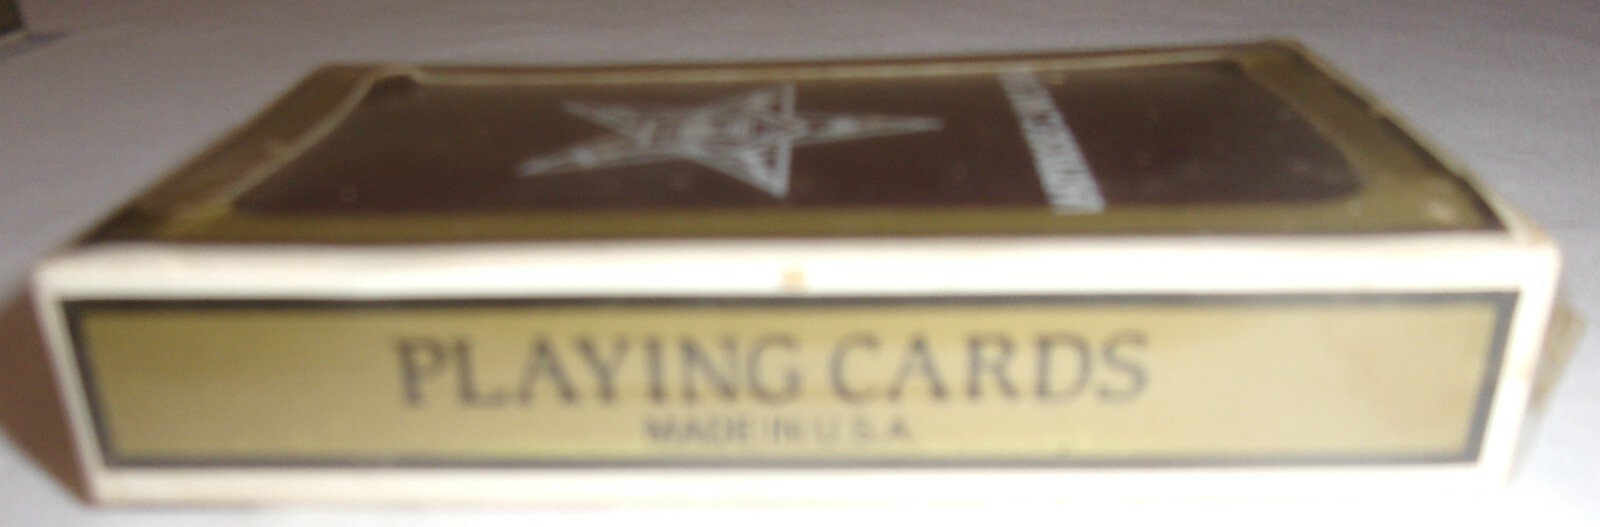 PLAYING CARDS
MADE IN U.S.A.